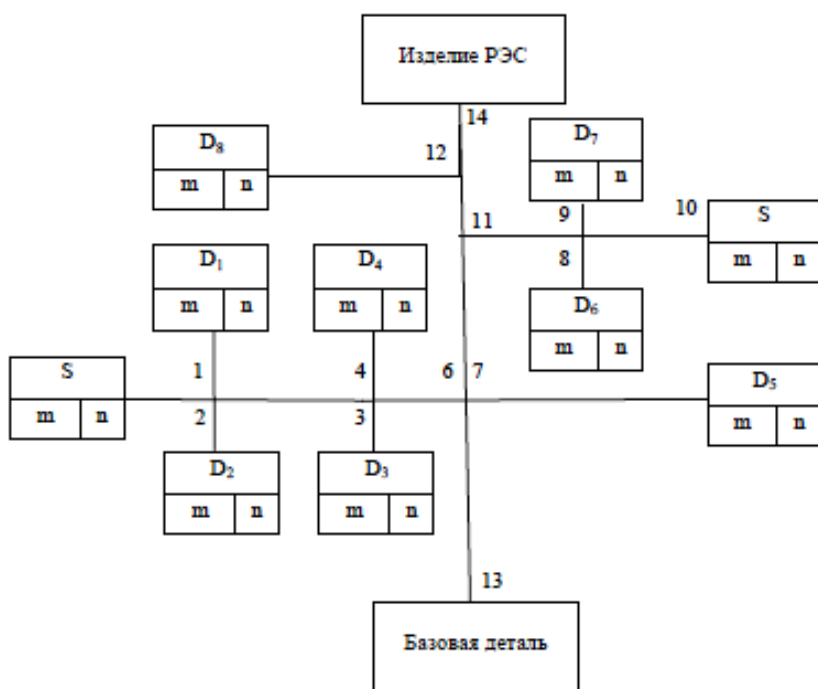 Изделие РЭС
14
D₈
12
D₇
m n
m n
11
9
10
S
D₁
D₄
8
m n
m n
m n
D₆
m n
S
1
4
6
7
D₅
m n
2
3
m n
D₂
D₃
m n
m n
13
Базовая деталь